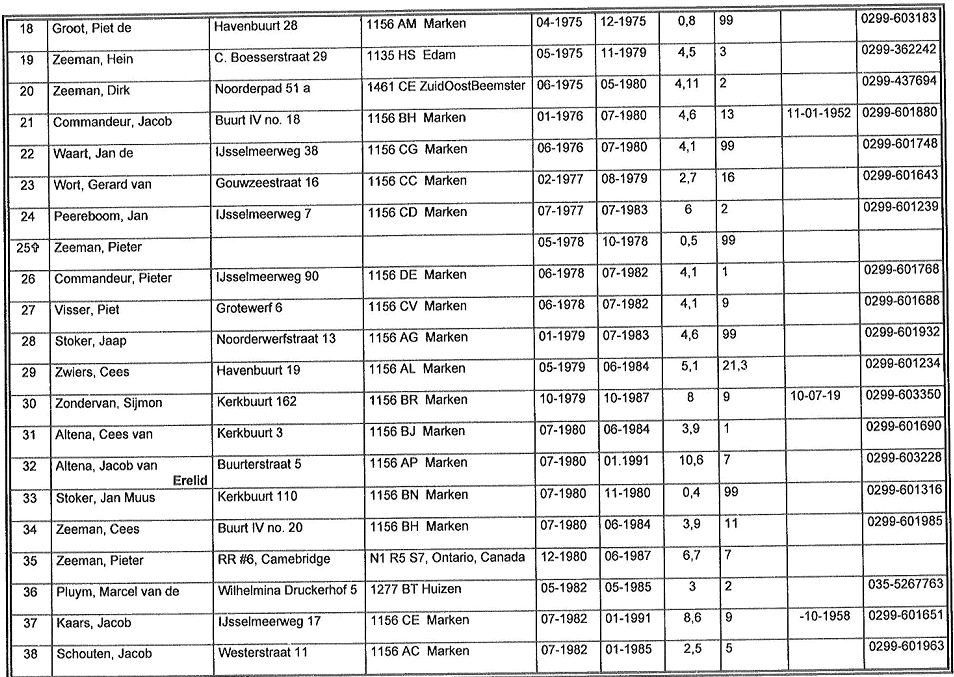 18 Groot, Piet de Havenbuurt 28 1156 AM Marken 04-1975 12-1975 0,8 99 0299-603183
19 Zeeman, Hein C. Boesserstraat 29 1135 HS Edam 05-1975 11-1979 4,5 3 0299-362242
20 Zeeman, Dirk Noorderpad 51 a 1461 CE ZuidOostBeemster 06-1975 05-1980 4,11 2 0299-437694
21 Commandeur, Jacob Buurt IV no. 18 1156 BH Marken 01-1976 07-1980 4,6 13 11-01-1952 0299-601880
22 Waart, Jan de IJsselmeerweg 38 1156 CG Marken 06-1976 07-1980 4,1 99 0299-601748
23 Wort, Gerard van Gouwzeestraat 16 1156 CC Marken 02-1977 08-1979 2,7 16 0299-601643
24 Peereboom, Jan IJsselmeerweg 7 1156 CD Marken 07-1977 07-1983 6 2 0299-601239
25✞ Zeeman, Pieter 05-1978 10-1978 0,5 99
26 Commandeur, Pieter IJsselmeerweg 90 1156 DE Marken 06-1978 07-1982 4,1 1 0299-601768
27 Visser, Piet Grotewerf 6 1156 CV Marken 06-1978 07-1982 4,1 9 0299-601688
28 Stoker, Jaap Noorderwerfstraat 13 1156 AG Marken 01-1979 07-1983 4,6 99 0299-601932
29 Zwiers, Cees Havenbuurt 19 1156 AL Marken 05-1979 06-1984 5,1 21,3 0299-601234
30 Zondervan, Sijmon Kerkbuurt 162 1156 BR Marken 10-1979 10-1987 8 9 10-07-19 0299-603350
31 Altena, Cees van Kerkbuurt 3 1156 BJ Marken 07-1980 06-1984 3,9 1 0299-601690
32 Altena, Jacob van Buurterstraat 5 1156 AP Marken 07-1980 01.1991 10,6 7 0299-603228
Erelid
33 Stoker, Jan Muus Kerkbuurt 110 1156 BN Marken 07-1980 11-1980 0,4 99 0299-601316
34 Zeeman, Cees Buurt IV no. 20 1156 BH Marken 07-1980 06-1984 3,9 11 0299-601985
35 Zeeman, Pieter RR #6, Camebridge N1 R5 S7, Ontario, Canada 12-1980 06-1987 6,7 7
36 Pluym, Marcel van de Wilhelmina Druckerhof 5 1277 BT Huizen 05-1982 05-1985 3 2 035-5267763
37 Kaars, Jacob IJsselmeerweg 17 1156 CE Marken 07-1982 01-1991 8,6 9 -10-1958 0299-601651
38 Schouten, Jacob Westerstraat 11 1156 AC Marken 07-1982 01-1985 2,5 5 0299-601963